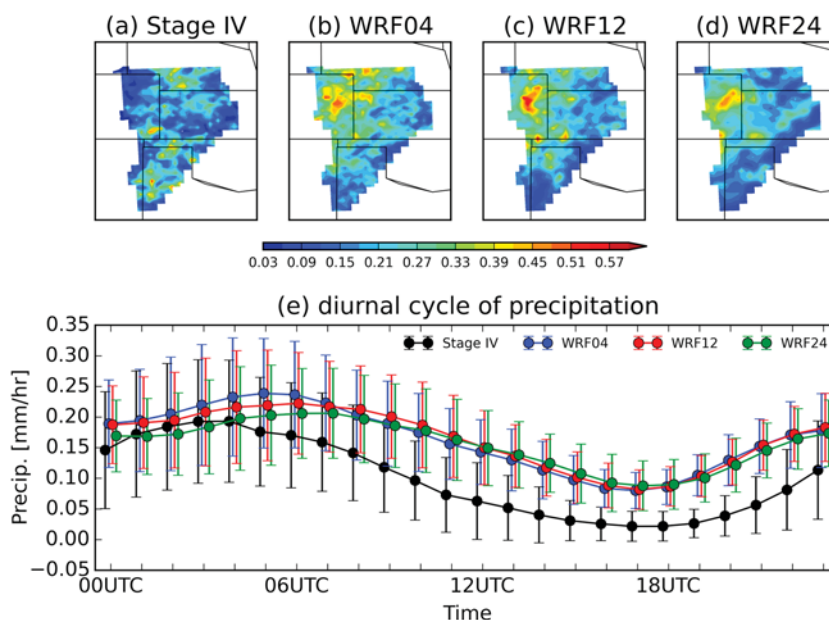 (a) Stage IV (b) WRF04 (c) WRF12 (d) WRF24
0.03 0.09 0.15 0.21 0.27 0.33 0.39 0.45 0.51 0.57
(e) diurnal cycle of precipitation
Stage IV WRF04 WRF12 WRF24
Precip. [mm/hr]
0.35
0.30
0.25
0.20
0.15
0.10
0.05
0.00
−0.05
00UTC 06UTC 12UTC 18UTC
Time